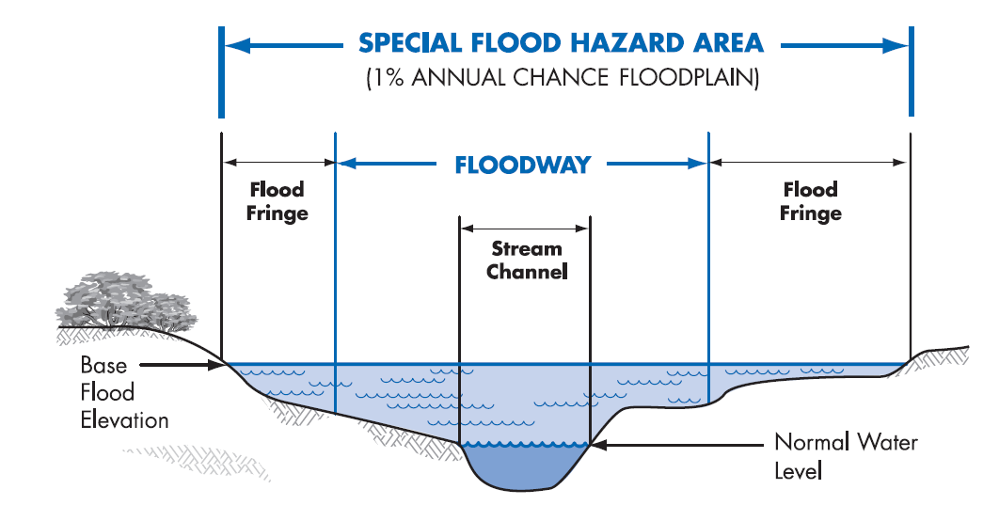 SPECIAL FLOOD HAZARD AREA
(1% ANNUAL CHANCE FLOODPLAIN)
FLOODWAY
Flood
Fringe
Flood
Fringe
Stream
Channel
Base
Flood
Elevation
Normal Water
Level